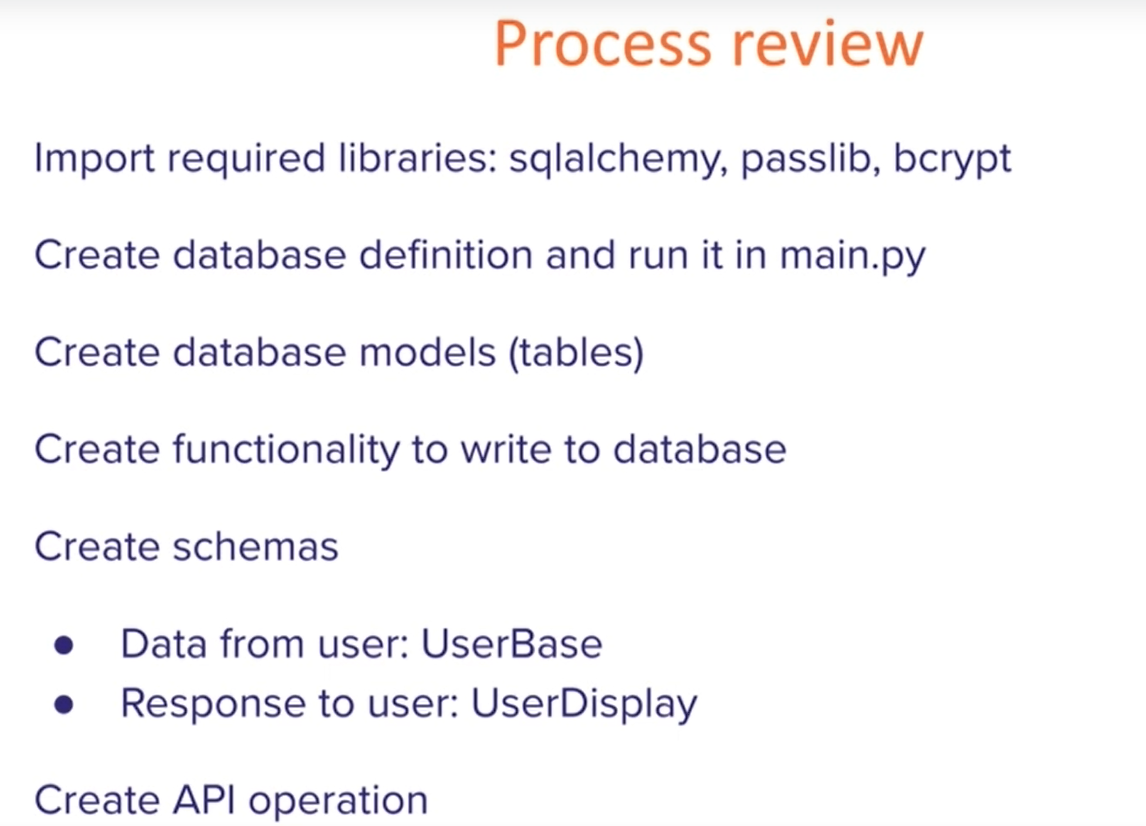 Process review
Import required libraries: sqlalchemy, passlib, bcrypt
Create database definition and run it in main.py
Create database models (tables)
Create functionality to write to database
Create schemas
● Data from user: UserBase
● Response to user: UserDisplay
Create API operation